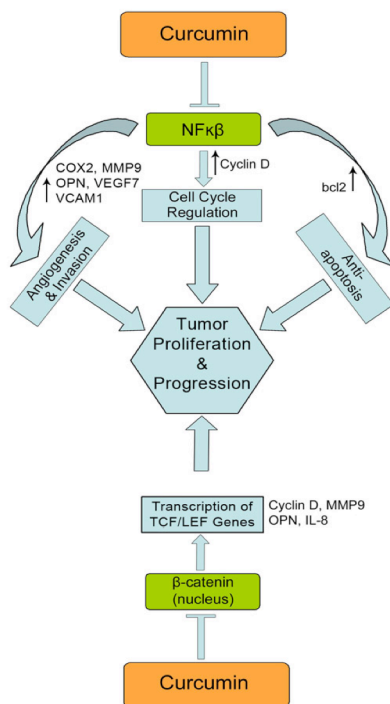 Curcumin
NFκβ
Cyclin D
COX2, MMP9
OPN, VEGF7
VCAM1
bcl2
Cell Cycle
Regulation
Angiogenesis
& Invasion
Anti-
apoptosis
Tumor
Proliferation
&
Progression
Transcription of
TCF/LEF Genes
Cyclin D, MMP9
OPN, IL-8
β-catenin
(nucleus)
Curcumin